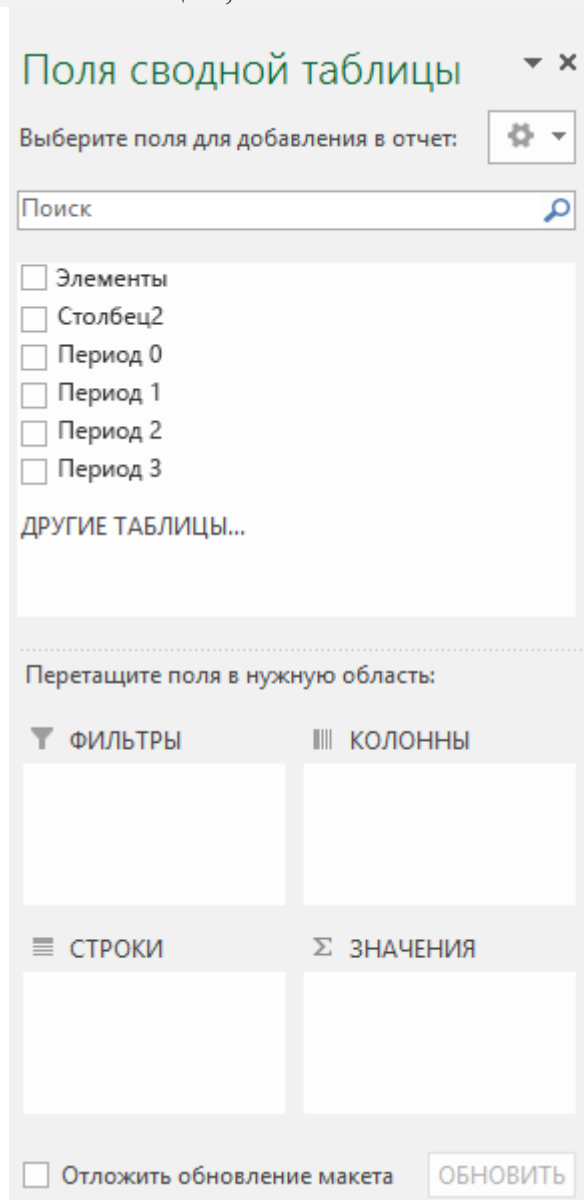 Поля сводной таблицы
Выберите поля для добавления в отчет:
Поиск
Элементы
Столбец2
Период 0
Период 1
Период 2
Период 3
ДРУГИЕ ТАБЛИЦЫ...
Перетащите поля в нужную область:
ФИЛЬТРЫ
КОЛОННЫ
СТРОКИ
Σ ЗНАЧЕНИЯ
Отложить обновление макета
ОБНОВИТЬ